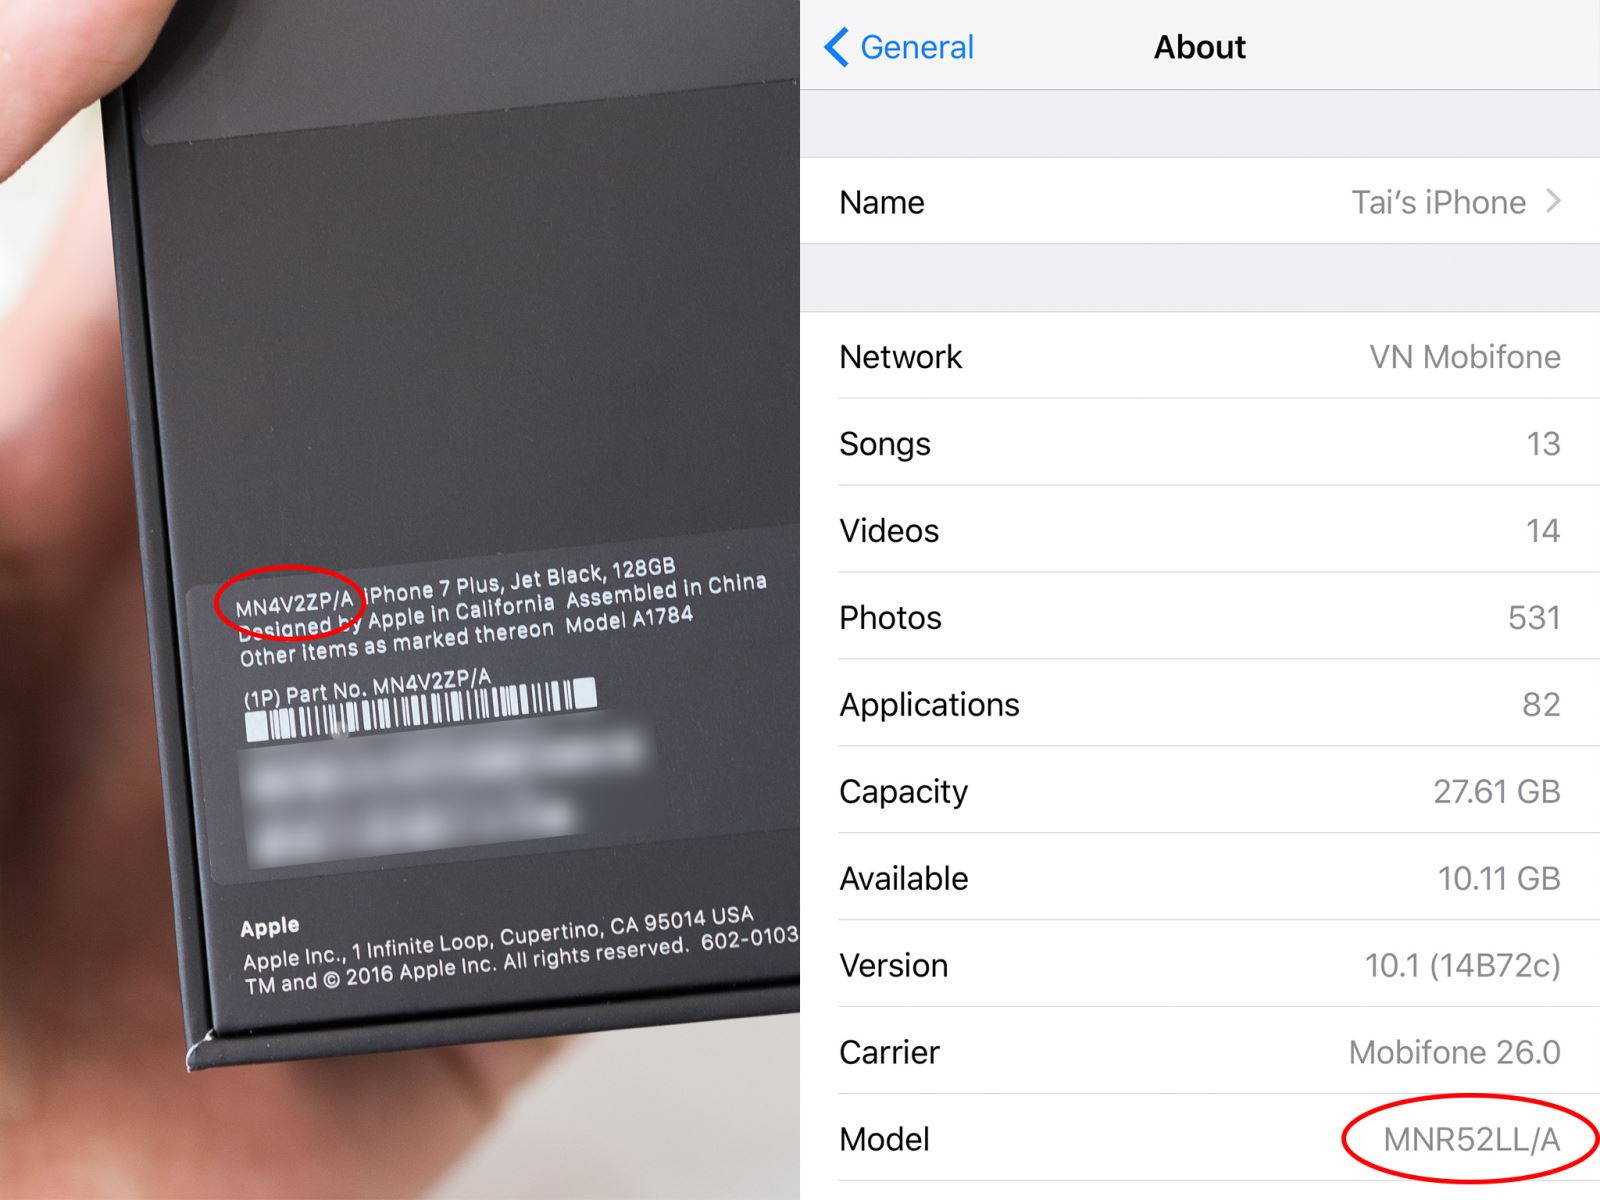 MN4V2ZP/A iPhone 7 Plus, Jet Black, 128GB
Designed by Apple in California Assembled in China
Other items as marked thereon Model A1784
(1P) Part No. MN4V2ZP/A
Apple
Apple Inc., 1 Infinite Loop, Cupertino, CA 95014 USA
TM and © 2016 Apple Inc. All rights reserved. 602-0103
General
About
Name Tai’s iPhone
Network VN Mobifone
Songs 13
Videos 14
Photos 531
Applications 82
Capacity 27.61 GB
Available 10.11 GB
Version 10.1 (14B72c)
Carrier Mobifone 26.0
Model MNR52LL/A